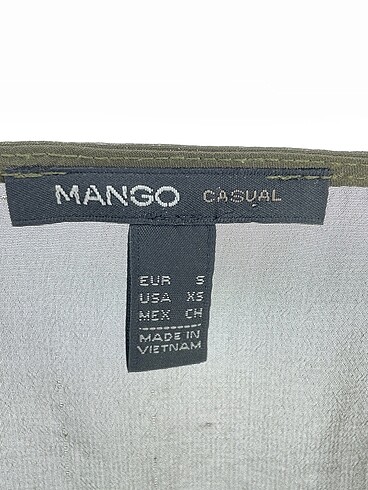 MANGO CASUAL
EUR S
USA XS
MEX CH
MADE IN
VIETNAM